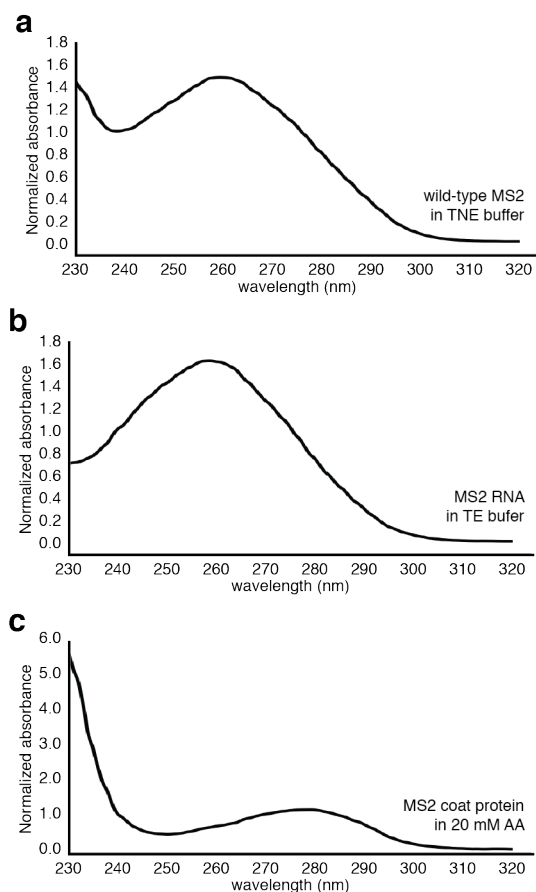 a
1.8
1.6
1.4
1.2
1.0
0.8
0.6
0.4
0.2
0.0
Normalized absorbance
wild-type MS2
in TNE buffer
230 240 250 260 270 280 290 300 310 320
wavelength (nm)
b
1.8
1.6
1.4
1.2
1.0
0.8
0.6
0.4
0.2
0.0
Normalized absorbance
MS2 RNA
in TE bufer
230 240 250 260 270 280 290 300 310 320
wavelength (nm)
c
6.0
5.0
4.0
3.0
2.0
1.0
0.0
Normalized absorbance
MS2 coat protein
in 20 mM AA
230 240 250 260 270 280 290 300 310 320
wavelength (nm)